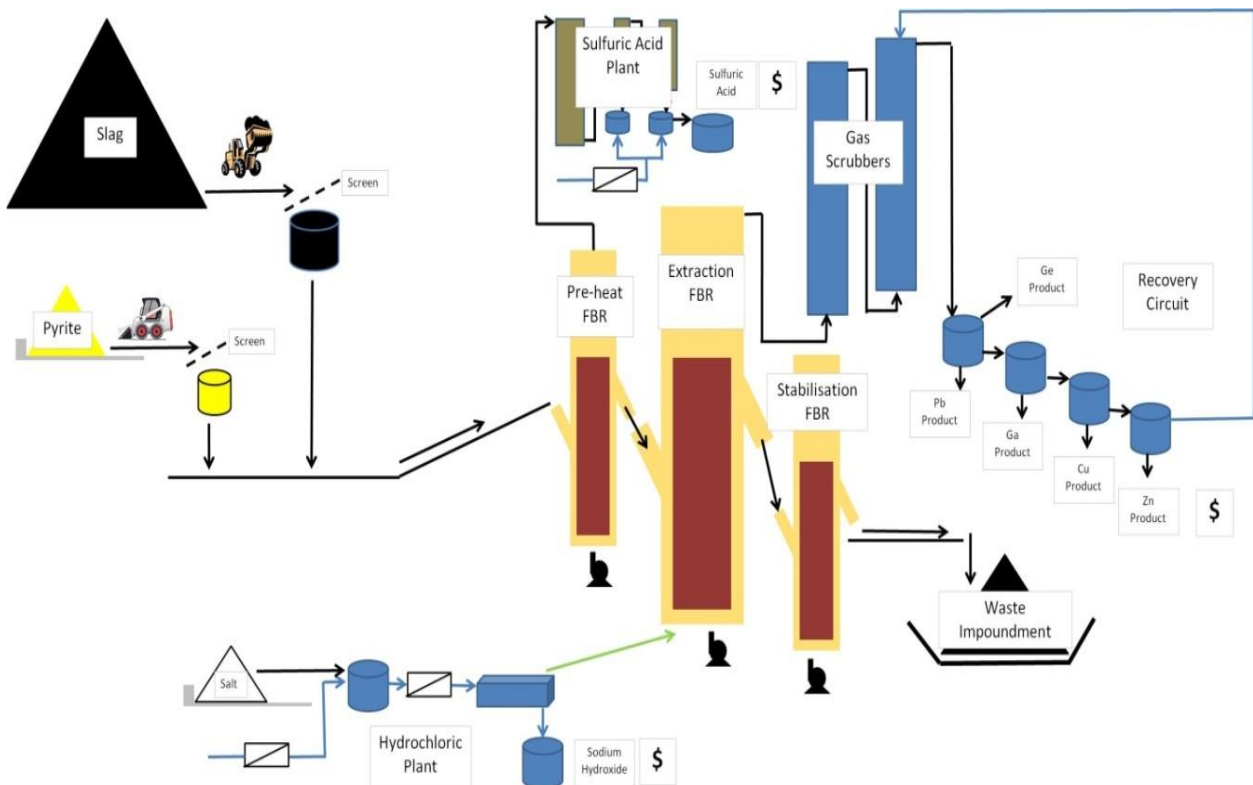 Slag
Screen
Pyrite
Screen
Sulfuric Acid
Plant
Sulfuric
Acid
$
Gas
Scrubbers
Pre-heat
FBR
Extraction
FBR
Stabilisation
FBR
Ge
Product
Recovery
Circuit
Pb
Product
Ga
Product
Cu
Product
Zn
Product
$
Waste
Impoundment
Salt
Hydrochloric
Plant
Sodium
Hydroxide
$